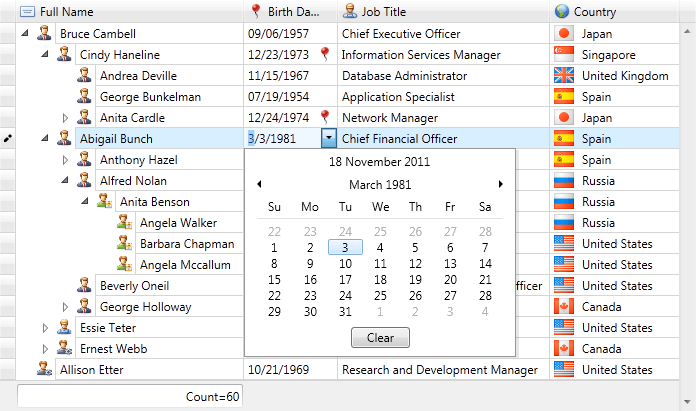 Full Name Birth Da... Job Title Country
Bruce Cambell 09/06/1957 Chief Executive Officer Japan
Cindy Haneline 12/23/1973 Information Services Manager Singapore
Andrea Deville 11/15/1967 Database Administrator United Kingdom
George Bunkelman 07/19/1954 Application Specialist Spain
Anita Cardle 12/24/1974 Network Manager Japan
Abigail Bunch 3/3/1981 Chief Financial Officer Spain
Anthony Hazel Spain
Alfred Nolan Russia
Anita Benson Russia
Angela Walker Russia
Barbara Chapman United States
Angela Mccallum United States
Beverly Oneil fficer United States
George Holloway Canada
Essie Teter United States
Ernest Webb Canada
Allison Etter 10/21/1969 Research and Development Manager United States
Count=60
18 November 2011
March 1981
Su Mo Tu We Th Fr Sa
22 23 24 25 26 27 28
1 2 3 4 5 6 7
8 9 10 11 12 13 14
15 16 17 18 19 20 21
22 23 24 25 26 27 28
29 30 31 1 2 3 4
Clear